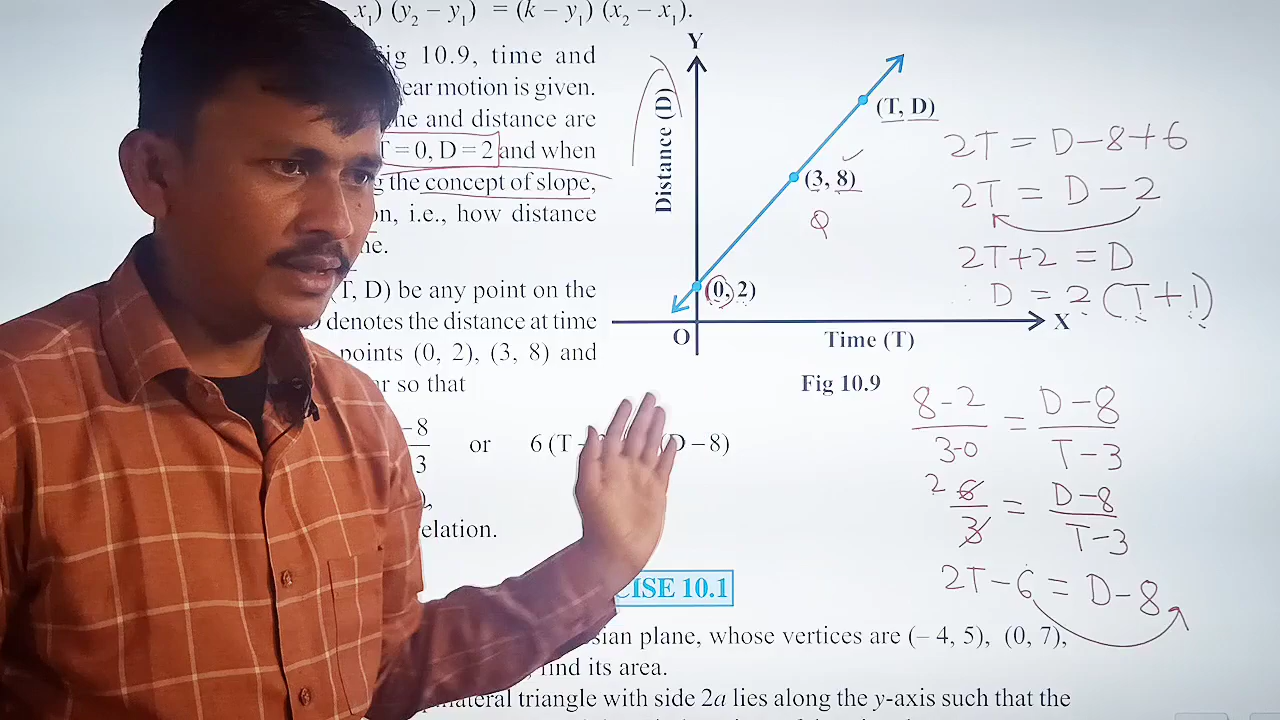 x₁) (y₂ – y₁) = (k – y₁) (x₂ – x₁).
ig 10.9, time and
ear motion is given.
me and distance are
T = 0, D = 2 and when
g the concept of slope,
on, i.e., how distance
me.
(T, D) be any point on the
D denotes the distance at time
points (0, 2), (3, 8) and
ar so that
–8
3
or 6 (T – D – 8)
elation.
CISE 10.1
sian plane, whose vertices are (– 4, 5), (0, 7),
find its area.
lateral triangle with side 2a lies along the y-axis such that the
Y
Distance (D)
(T, D)
(3, 8)
Q
(0, 2)
O
X
Time (T)
Fig 10.9
2T = D-8+6
2T = D-2
2T+2 = D
∴ D = 2 (T+1)
8-2 = D-8
3-0 T-3
2 6 = D-8
3 T-3
2T-6 = D-8